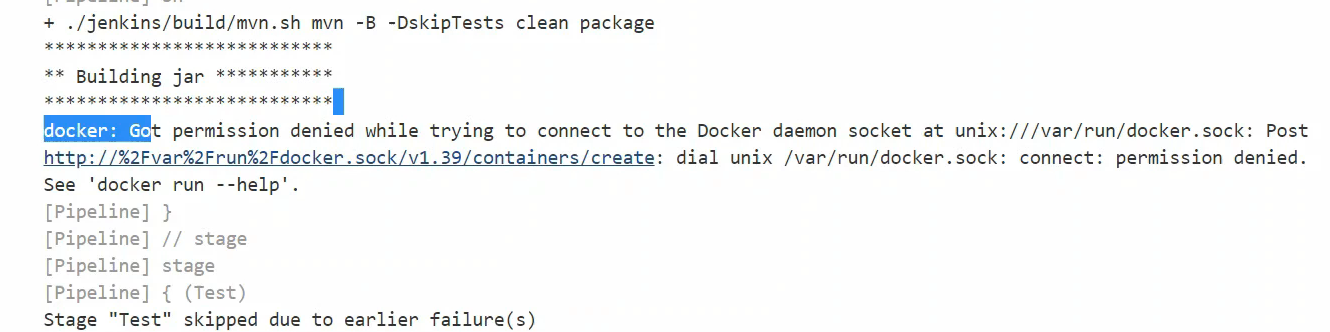 + ./jenkins/build/mvn.sh mvn -B -DskipTests clean package
***************************
** Building jar ***********
***************************
docker: Got permission denied while trying to connect to the Docker daemon socket at unix:///var/run/docker.sock: Post
http://%2Fvar%2Frun%2Fdocker.sock/v1.39/containers/create: dial unix /var/run/docker.sock: connect: permission denied.
See 'docker run --help'.
[Pipeline] }
[Pipeline] // stage
[Pipeline] stage
[Pipeline] { (Test)
Stage "Test" skipped due to earlier failure(s)